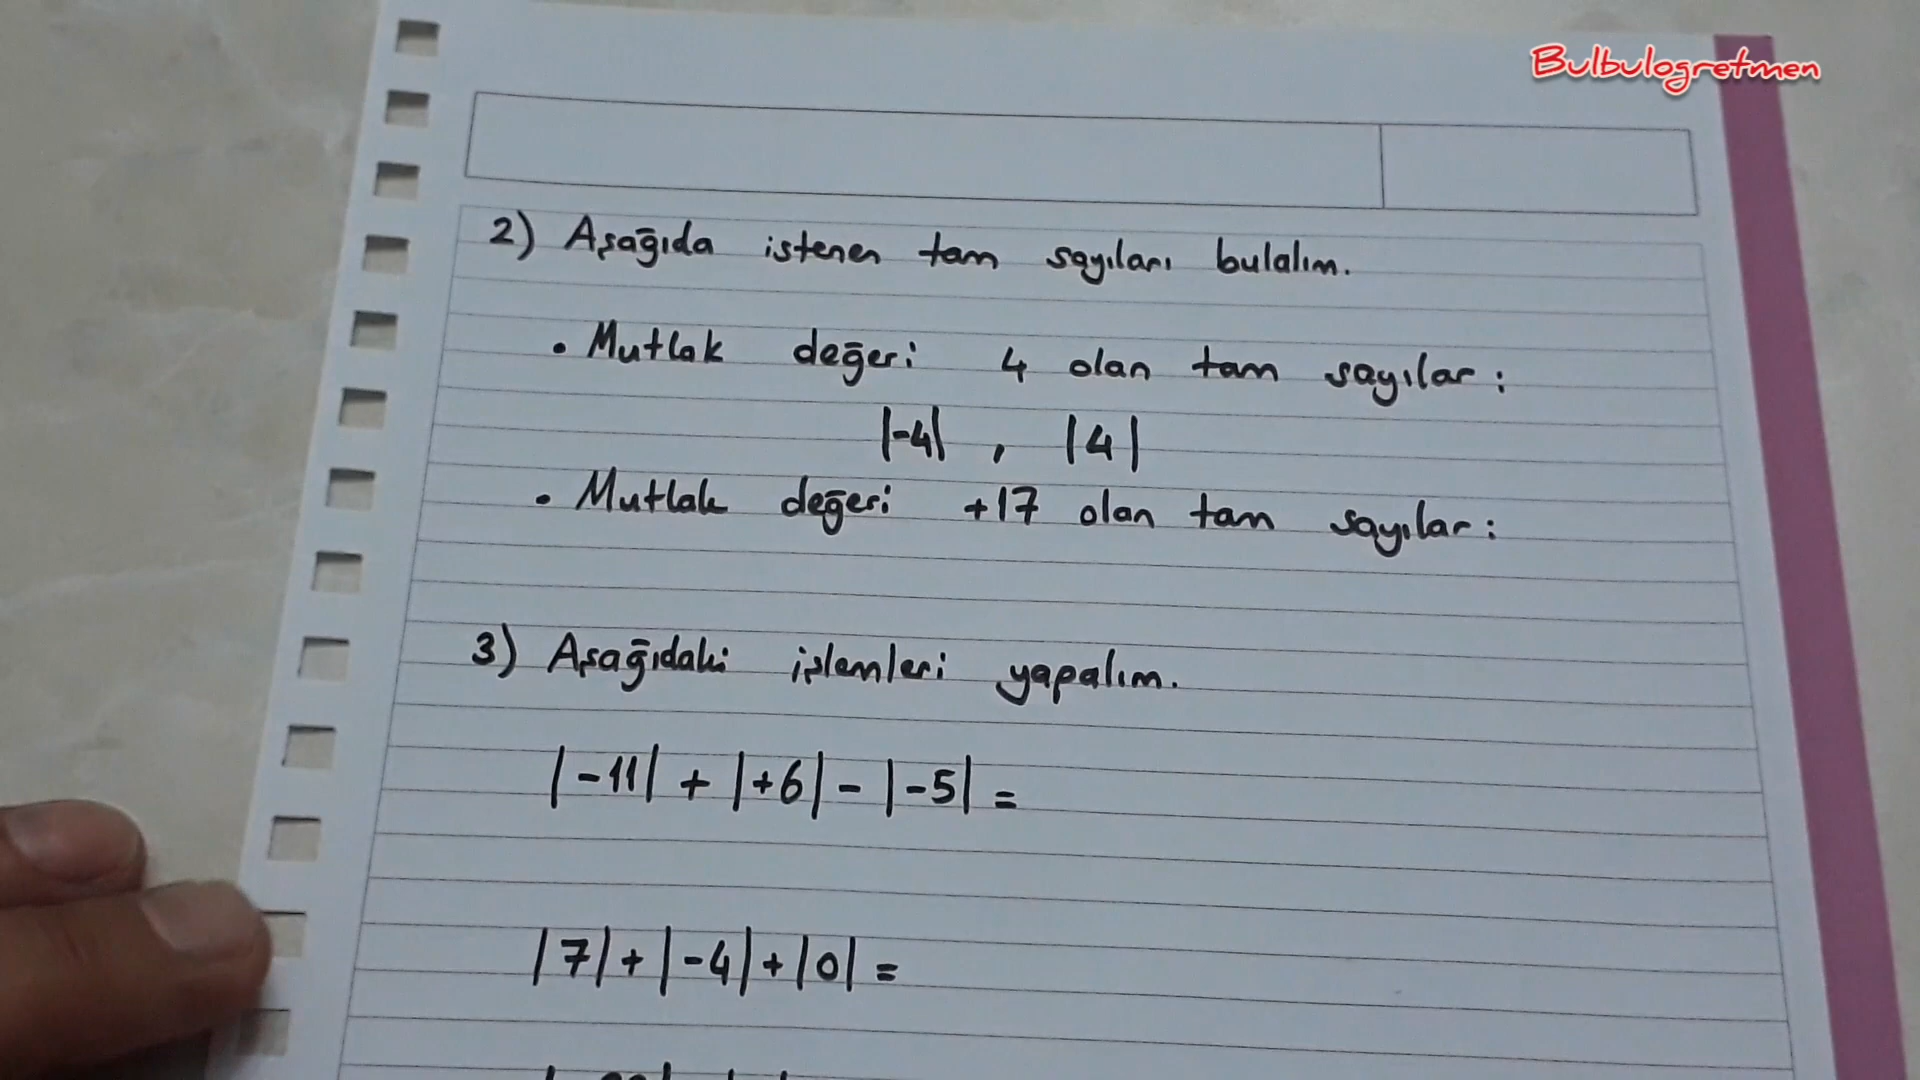 Bulbulogretmen
2) Aşağıda istenen tam sayıları bulalım.
• Mutlak değeri 4 olan tam sayılar:
|-4| , |4|
• Mutlak değeri +17 olan tam sayılar:
3) Aşağıdaki işlemleri yapalım.
|-11| + |+6| - |-5| =
|7| + |-4| + |0| =